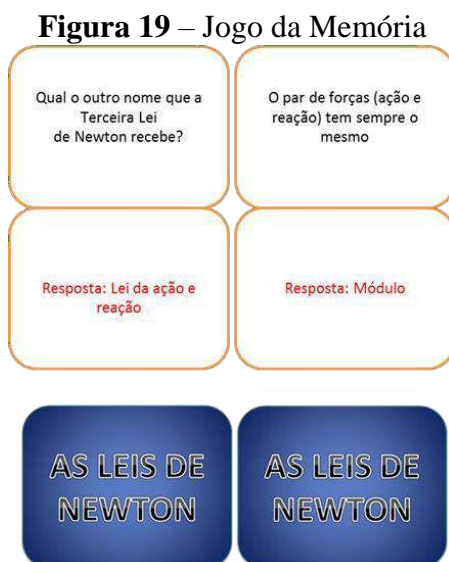 Figura 19 – Jogo da Memória
Qual o outro nome que a
Terceira Lei
de Newton recebe?
O par de forças (ação e
reação) tem sempre o
mesmo
Resposta: Lei da ação e
reação
Resposta: Módulo
AS LEIS DE
NEWTON
AS LEIS DE
NEWTON